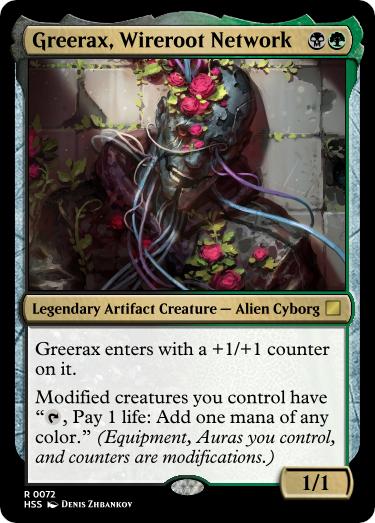 Greerax, Wireroot Network
Legendary Artifact Creature — Alien Cyborg
Greerax enters with a +1/+1 counter
on it.
Modified creatures you control have
“, Pay 1 life: Add one mana of any
color.” (Equipment, Auras you control,
and counters are modifications.)
1/1
R 0072
HSS Denis Zhbankov